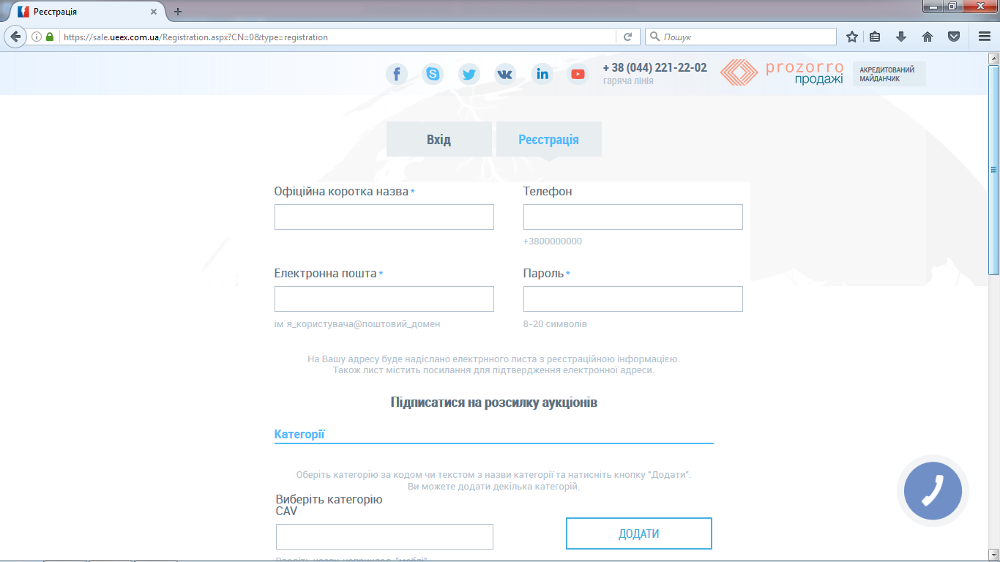 Реєстрація
https://sale.ueex.com.ua/Registration.aspx?CN=0&type=registration
Пошук
+ 38 (044) 221-22-02
гаряча лінія
prozorro
продажі
АКРЕДИТОВАНИЙ
МАЙДАНЧИК
Вхід
Реєстрація
Офіційна коротка назва *
Телефон
+3800000000
Електронна пошта *
Пароль *
ім я_користувача@поштовий_домен
8-20 символів
На Вашу адресу буде надіслано електрнного листа з реєстраційною інформацією.
Також лист містить посилання для підтвердження електронної адреси.
Підписатися на розсилку аукціонів
Категорії
Оберіть категорію за кодом чи текстом з назви категорії та натисніть кнопку "Додати".
Ви можете додати декілька категорій.
Виберіть категорію
CAV
ДОДАТИ